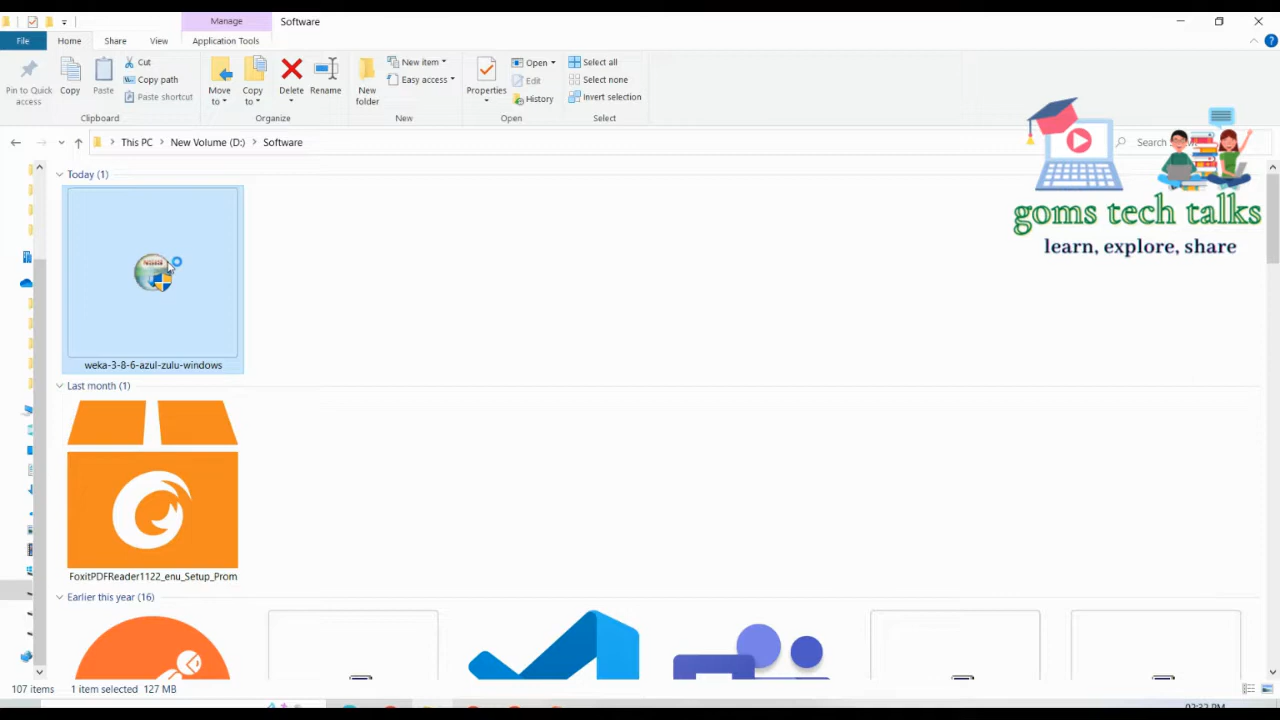 Manage
Software
File
Home
Share
View
Application Tools
Pin to Quick access
Copy
Paste
Cut
Copy path
Paste shortcut
Clipboard
Move to
Copy to
Delete
Rename
Organize
New folder
New item
Easy access
New
Properties
Open
Edit
History
Open
Select all
Select none
Invert selection
Select
This PC
New Volume (D:)
Software
Search
goms tech talks
learn, explore, share
Today (1)
weka-3-8-6-azul-zulu-windows
Last month (1)
FoxitPDFReader1122_enu_Setup_Prom
Earlier this year (16)
107 items
1 item selected
127 MB